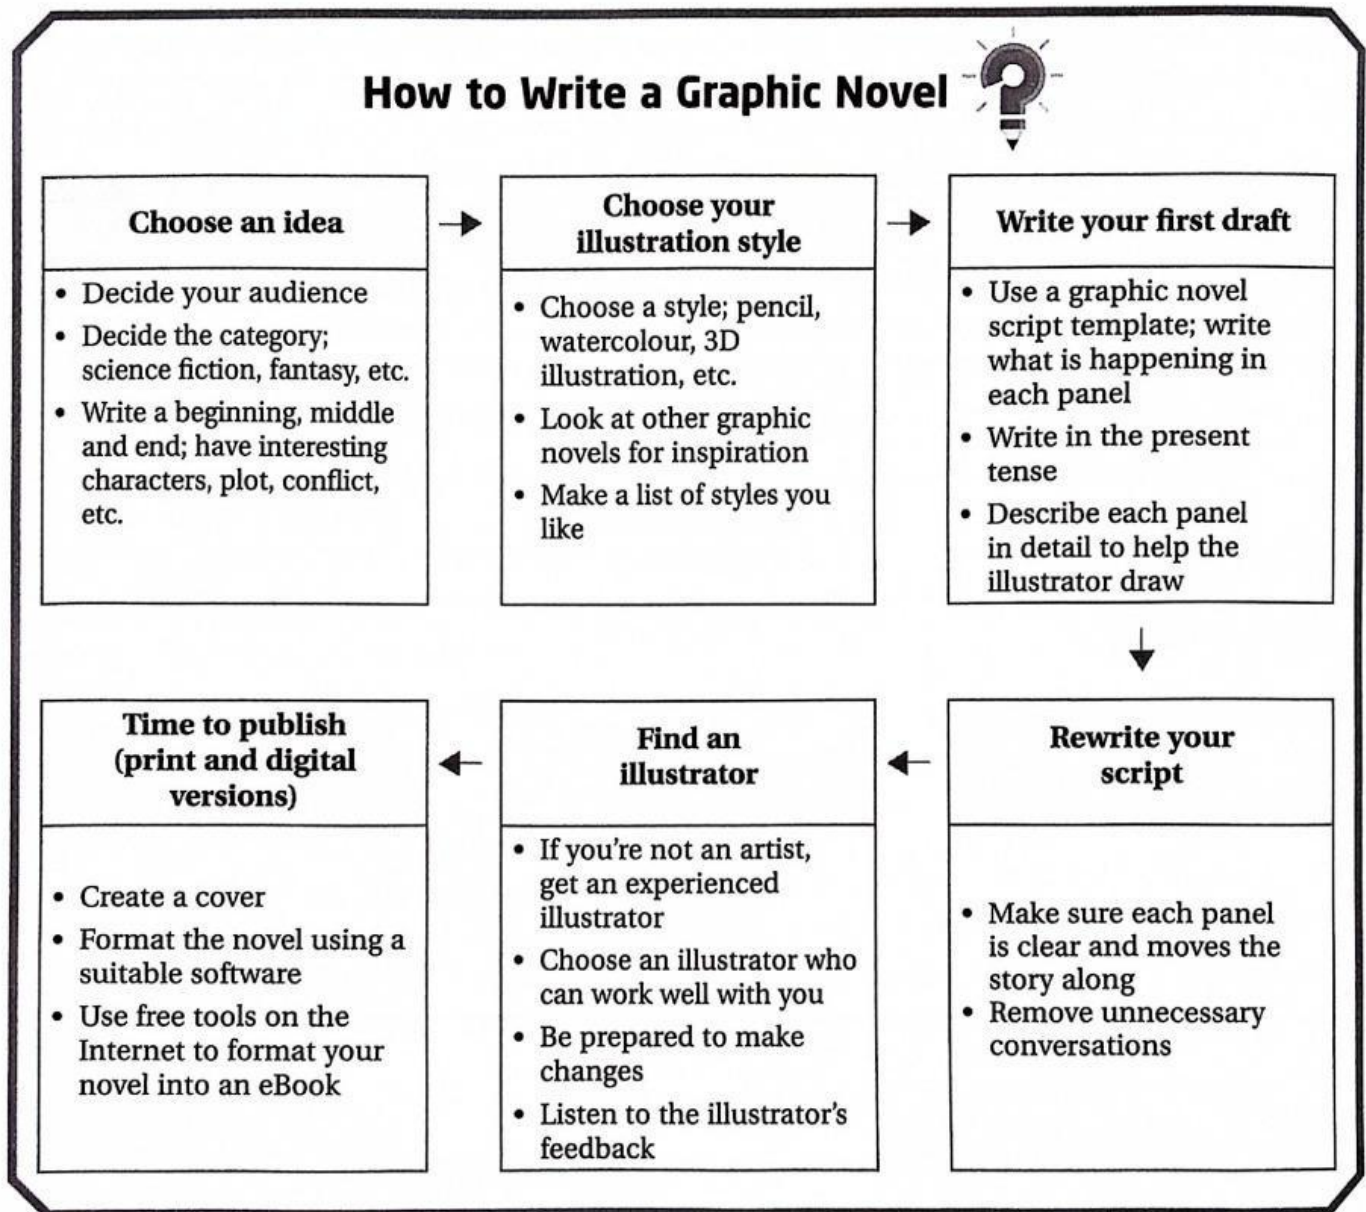 How to Write a Graphic Novel
Choose an idea
• Decide your audience
• Decide the category;
science fiction, fantasy, etc.
• Write a beginning, middle
and end; have interesting
characters, plot, conflict,
etc.
Choose your
illustration style
• Choose a style; pencil,
watercolour, 3D
illustration, etc.
• Look at other graphic
novels for inspiration
• Make a list of styles you
like
Write your first draft
• Use a graphic novel
script template; write
what is happening in
each panel
• Write in the present
tense
• Describe each panel
in detail to help the
illustrator draw
Rewrite your
script
• Make sure each panel
is clear and moves the
story along
• Remove unnecessary
conversations
Find an
illustrator
• If you're not an artist,
get an experienced
illustrator
• Choose an illustrator who
can work well with you
• Be prepared to make
changes
• Listen to the illustrator's
feedback
Time to publish
(print and digital
versions)
• Create a cover
• Format the novel using a
suitable software
• Use free tools on the
Internet to format your
novel into an eBook